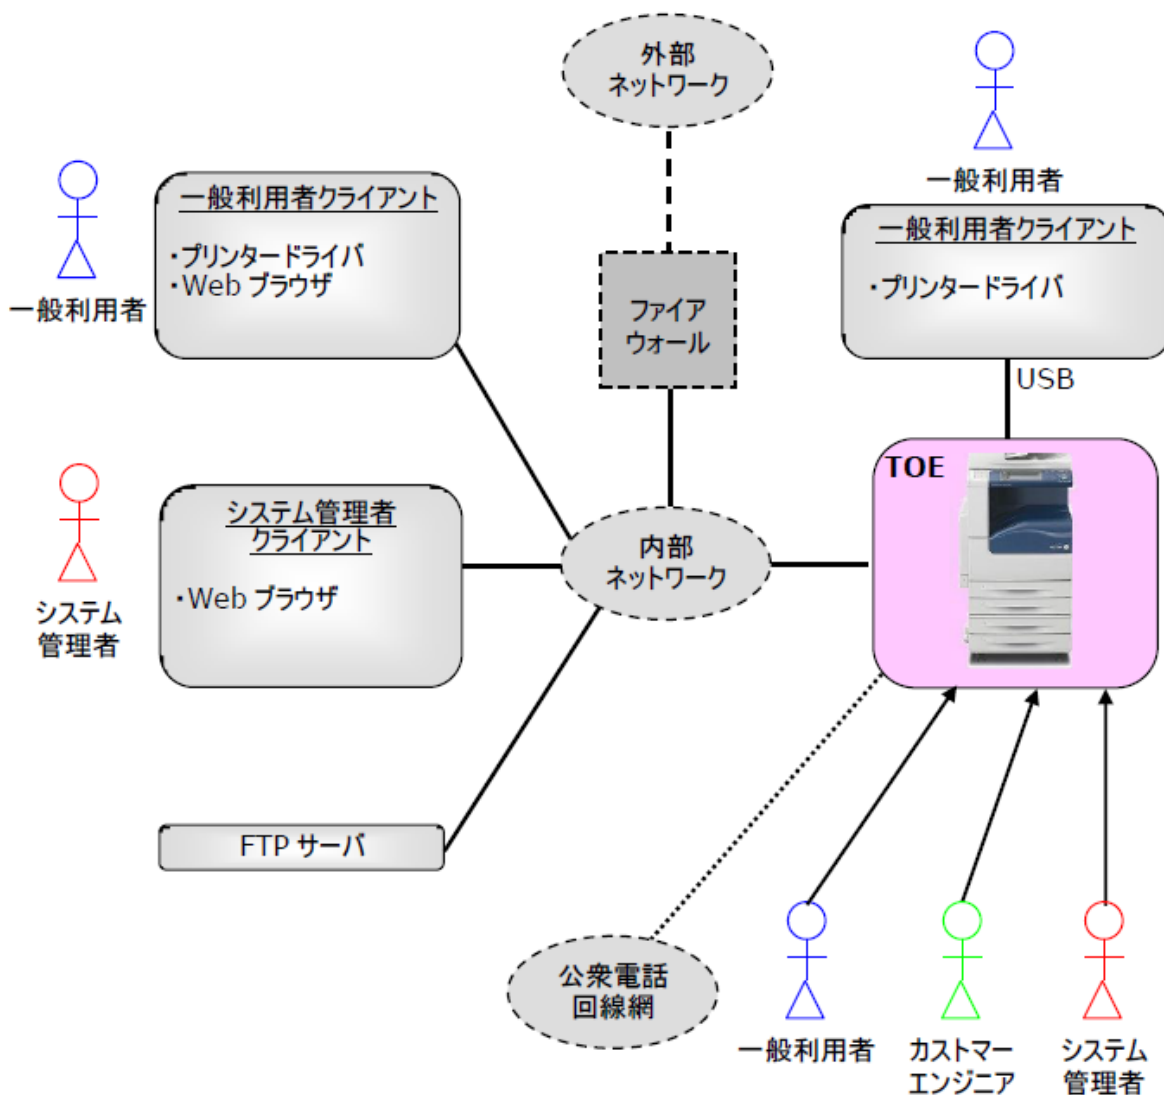 外部
ネットワーク
一般利用者
一般利用者クライアント
・プリンタードライバ
・Web ブラウザ
一般利用者
一般利用者クライアント
・プリンタードライバ
ファイア
ウォール
USB
TOE
システム管理者
クライアント
・Web ブラウザ
システム
管理者
内部
ネットワーク
FTP サーバ
公衆電話
回線網
一般利用者
カストマー
エンジニア
システム
管理者